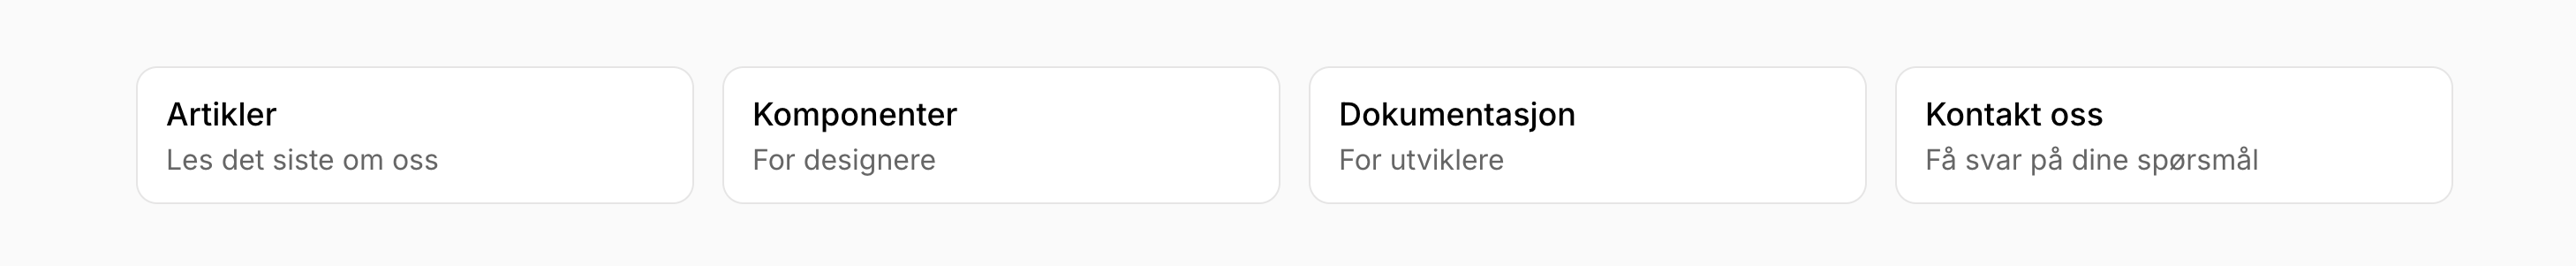 Artikler
Les det siste om oss
Komponenter
For designere
Dokumentasjon
For utviklere
Kontakt oss
Få svar på dine spørsmål